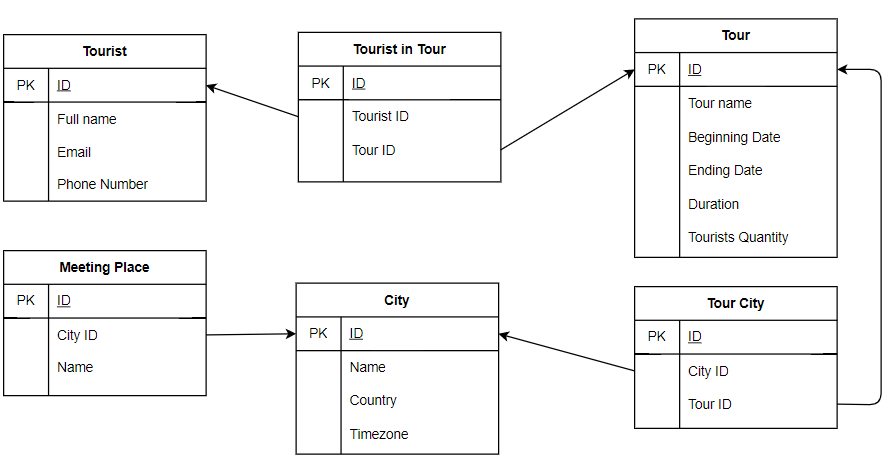 Tourist
PK ID
Full name
Email
Phone Number
Tourist in Tour
PK ID
Tourist ID
Tour ID
Tour
PK ID
Tour name
Beginning Date
Ending Date
Duration
Tourists Quantity
Meeting Place
PK ID
City ID
Name
City
PK ID
Name
Country
Timezone
Tour City
PK ID
City ID
Tour ID